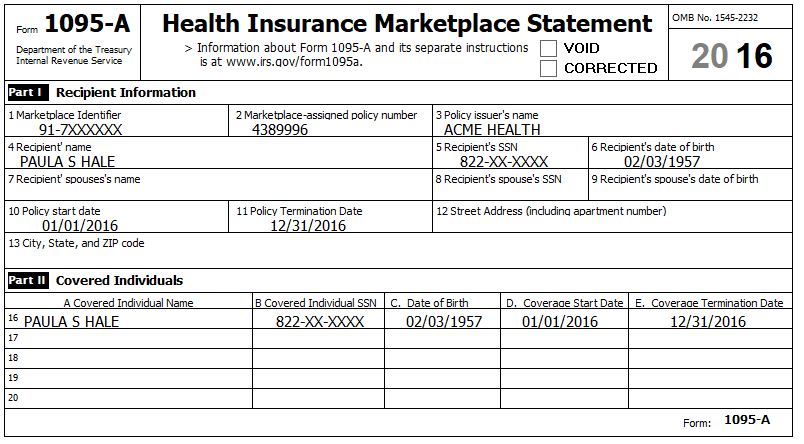 Form 1095-A
Department of the Treasury
Internal Revenue Service
Health Insurance Marketplace Statement
> Information about Form 1095-A and its separate instructions
is at www.irs.gov/form1095a.
VOID
CORRECTED
OMB No. 1545-2232
2016
Part I Recipient Information
1 Marketplace Identifier
91-7XXXXXX
2 Marketplace-assigned policy number
4389996
3 Policy issuer's name
ACME HEALTH
4 Recipient' name
PAULA S HALE
5 Recipient's SSN
822-XX-XXXX
6 Recipient's date of birth
02/03/1957
7 Recipient' spouses's name
8 Recipient's spouse's SSN
9 Recipient's spouse's date of birth
10 Policy start date
01/01/2016
11 Policy Termination Date
12/31/2016
12 Street Address (including apartment number)
13 City, State, and ZIP code
Part II Covered Individuals
A Covered Individual Name B Covered Individual SSN C. Date of Birth D. Coverage Start Date E. Coverage Termination Date
16 PAULA S HALE 822-XX-XXXX 02/03/1957 01/01/2016 12/31/2016
17
18
19
20
Form: 1095-A